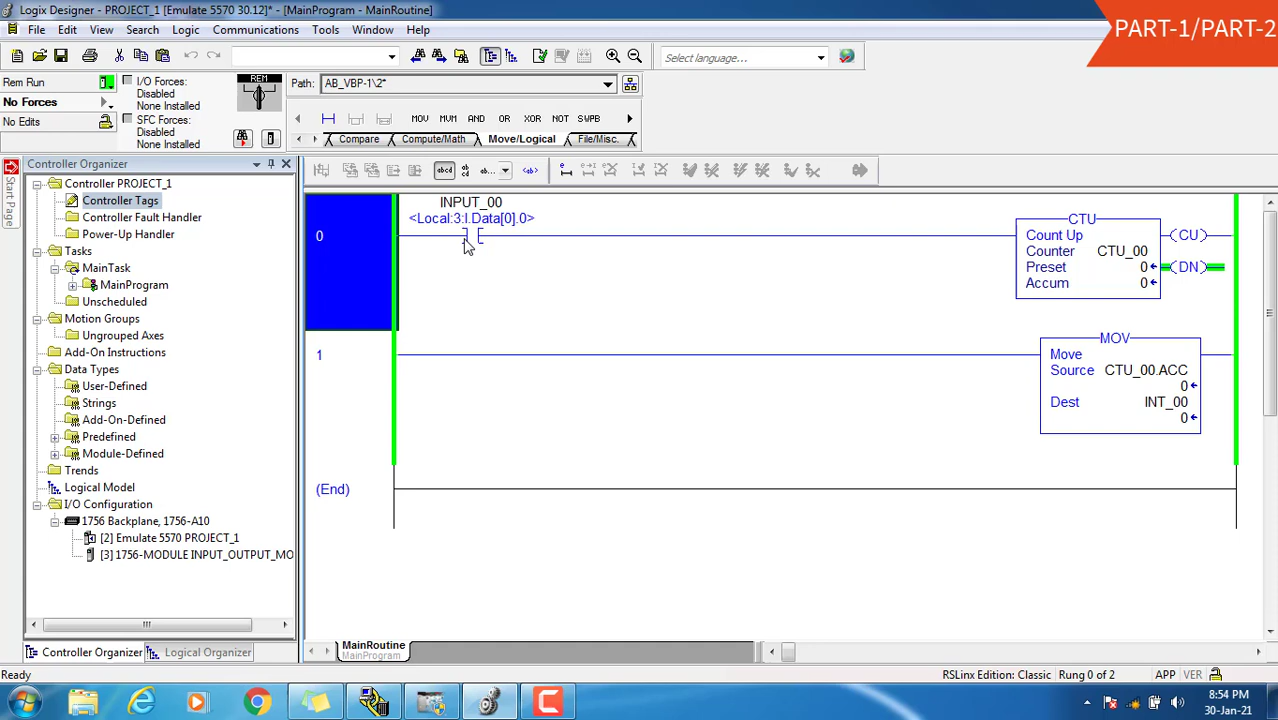 Logix Designer - PROJECT_1 [Emulate 5570 30.12]* - [MainProgram - MainRoutine]
PART-1/PART-2
File Edit View Search Logic Communications Tools Window Help
Select language...
Rem Run
No Forces
No Edits
I/O Forces:
Disabled
None Installed
SFC Forces:
Disabled
None Installed
REM
Path: AB_VBP-1\2*
MOV MVM AND OR XOR NOT SWPB
Compare Compute/Math Move/Logical File/Misc.
Start Page
Controller Organizer
Controller PROJECT_1
Controller Tags
Controller Fault Handler
Power-Up Handler
Tasks
MainTask
MainProgram
Unscheduled
Motion Groups
Ungrouped Axes
Add-On Instructions
Data Types
User-Defined
Strings
Add-On-Defined
Predefined
Module-Defined
Trends
Logical Model
I/O Configuration
1756 Backplane, 1756-A10
[2] Emulate 5570 PROJECT_1
[3] 1756-MODULE INPUT_OUTPUT_MO
Controller Organizer Logical Organizer
abcd ab cd ab... <ab>
INPUT_00
<Local:3:I.Data[0].0>
0
CTU
Count Up
Counter CTU_00
Preset 0
Accum 0
CU
DN
1
MOV
Move
Source CTU_00.ACC
0
Dest INT_00
0
(End)
MainRoutine
MainProgram
Ready
RSLinx Edition: Classic Rung 0 of 2 APP VER
8:54 PM
30-Jan-21